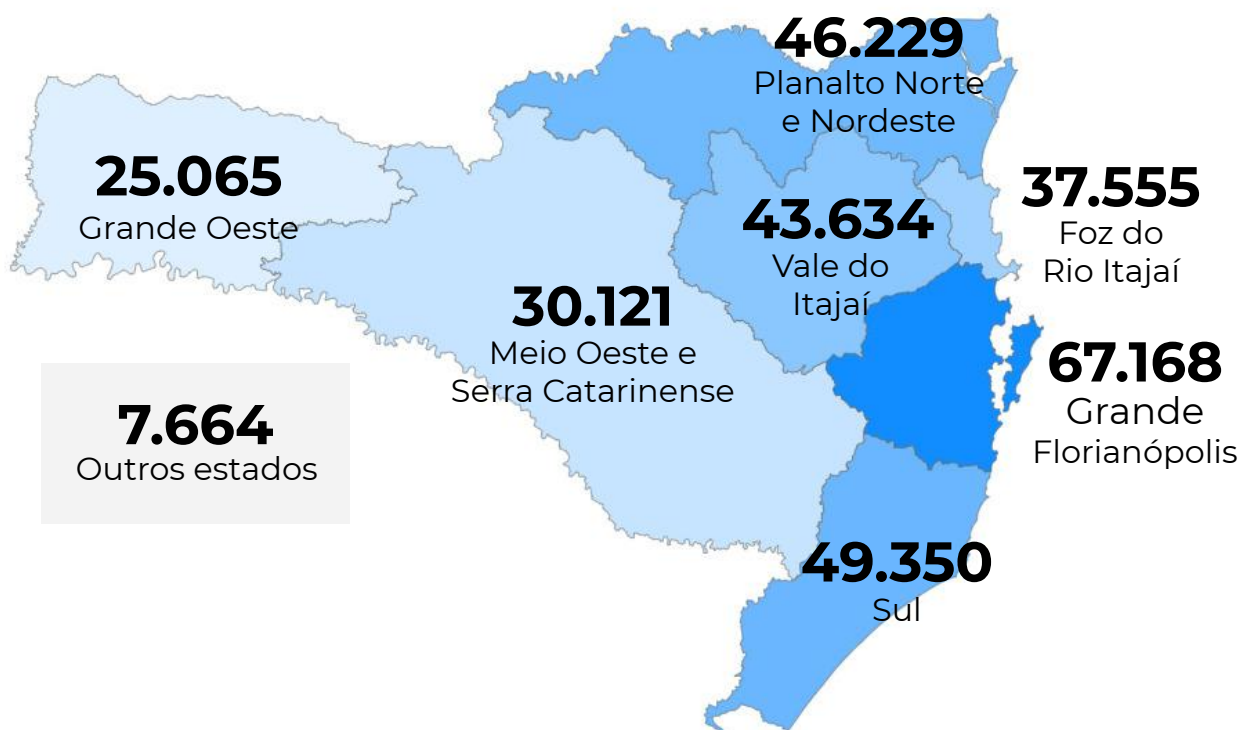 46.229
Planalto Norte
e Nordeste
25.065
Grande Oeste
37.555
Foz do
Rio Itajaí
43.634
Vale do
Itajaí
30.121
Meio Oeste e
Serra Catarinense
67.168
Grande
Florianópolis
7.664
Outros estados
49.350
Sul